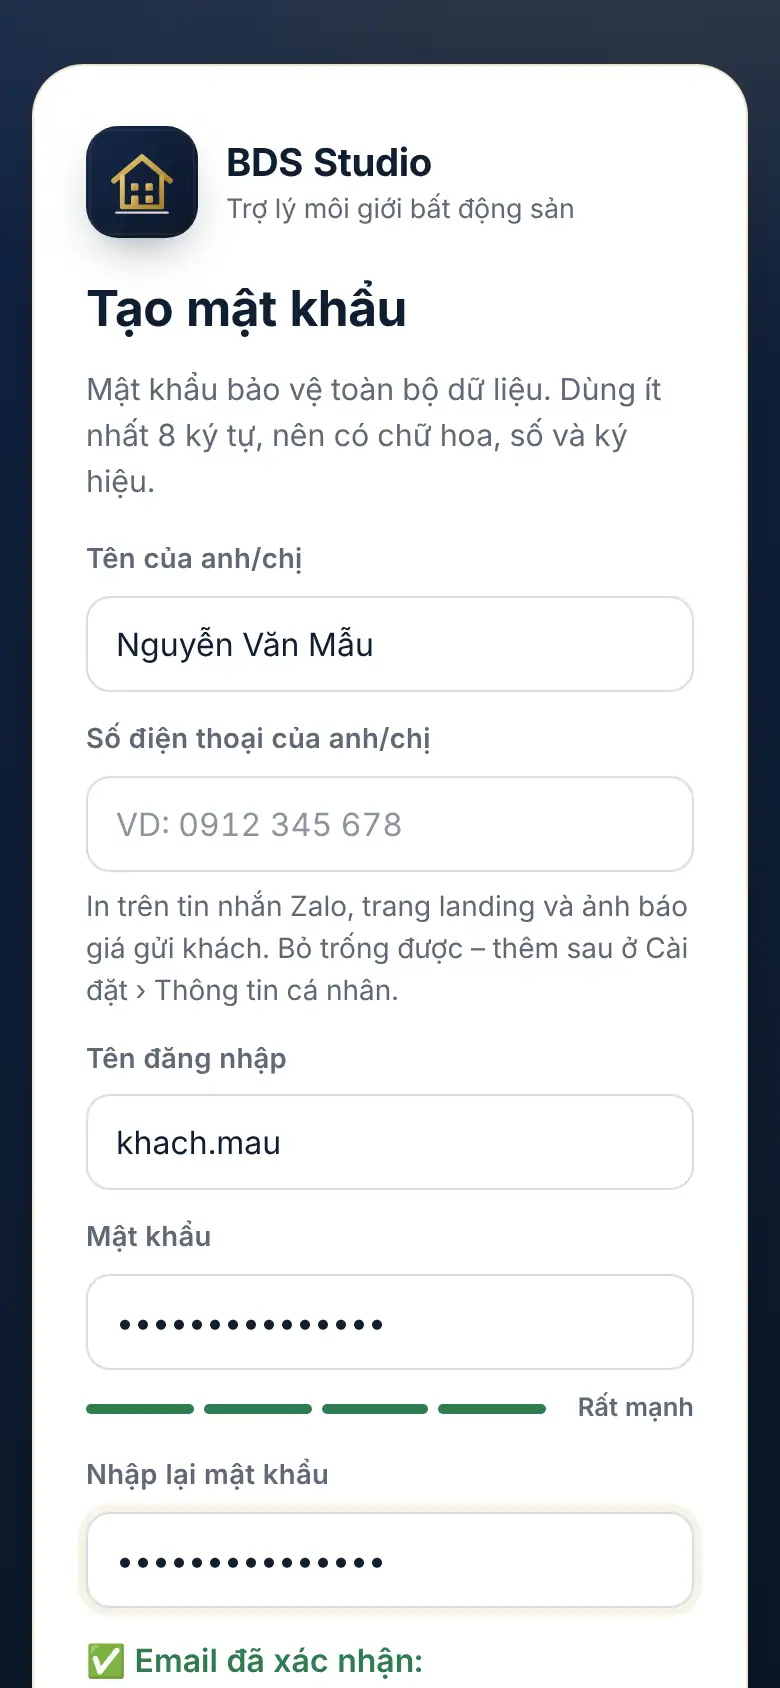 BDS Studio
Trợ lý môi giới bất động sản
Tạo mật khẩu
Mật khẩu bảo vệ toàn bộ dữ liệu. Dùng ít
nhất 8 ký tự, nên có chữ hoa, số và ký
hiệu.
Tên của anh/chị
Nguyễn Văn Mẫu
Số điện thoại của anh/chị
VD: 0912 345 678
In trên tin nhắn Zalo, trang landing và ảnh báo
giá gửi khách. Bỏ trống được – thêm sau ở Cài
đặt › Thông tin cá nhân.
Tên đăng nhập
khach.mau
Mật khẩu
•••••••••••••••
Rất mạnh
Nhập lại mật khẩu
•••••••••••••••
✅ Email đã xác nhận: